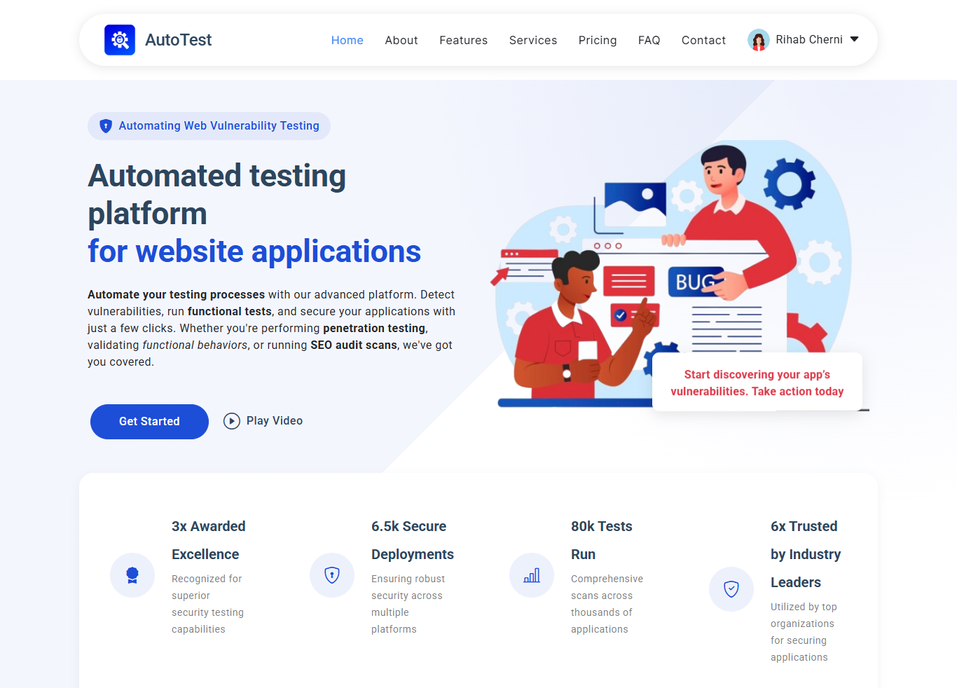 AutoTest
Home About Features Services Pricing FAQ Contact Rihab Cherni
Automating Web Vulnerability Testing
Automated testing
platform
for website applications
Automate your testing processes with our advanced platform. Detect
vulnerabilities, run functional tests, and secure your applications with
just a few clicks. Whether you're performing penetration testing,
validating functional behaviors, or running SEO audit scans, we've got
you covered.
Get Started
Play Video
BUG
Start discovering your app's
vulnerabilities. Take action today
3x Awarded
Excellence
Recognized for
superior
security testing
capabilities
6.5k Secure
Deployments
Ensuring robust
security across
multiple
platforms
80k Tests
Run
Comprehensive
scans across
thousands of
applications
6x Trusted
by Industry
Leaders
Utilized by top
organizations
for securing
applications